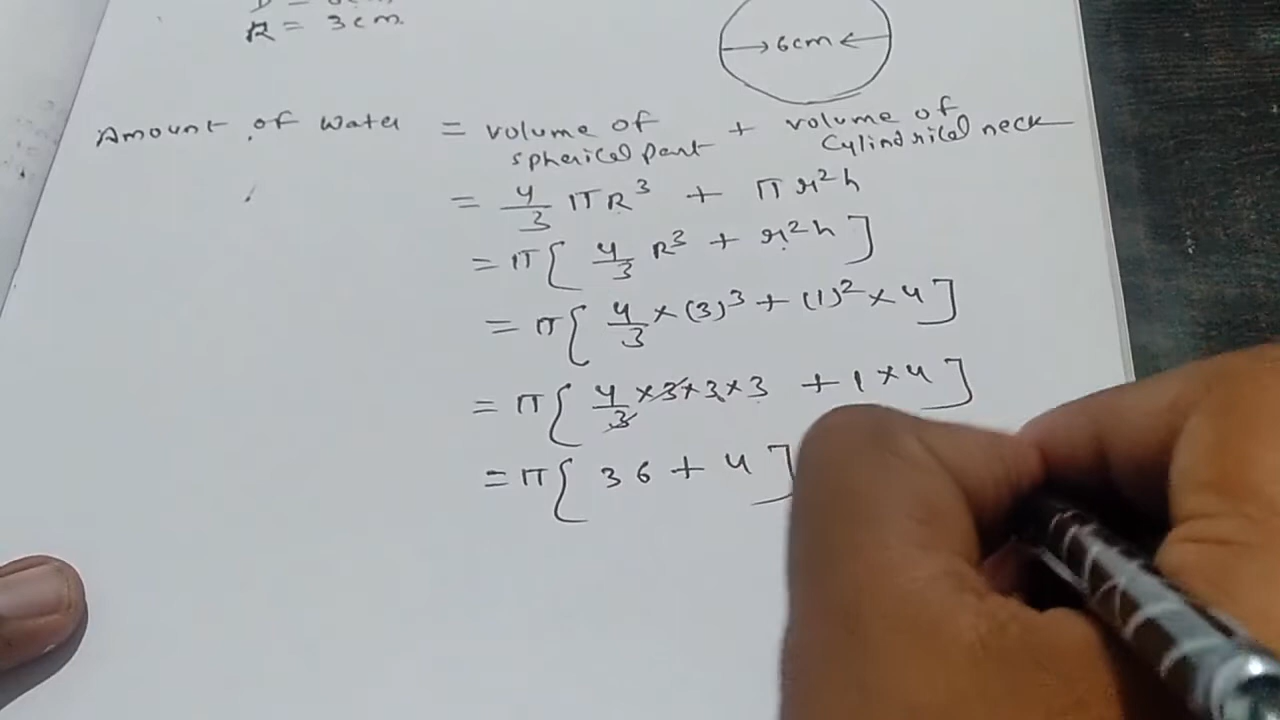 R = 3cm
6cm
Amount of Water = volume of spherical part + volume of cylindrical neck
= 4/3 πR³ + πr²h
= π[ 4/3 R³ + r²h ]
= π[ 4/3 × (3)³ + (1)² × 4 ]
= π[ 4/3 × 3 × 3 × 3 + 1 × 4 ]
= π[ 36 + 4 ]